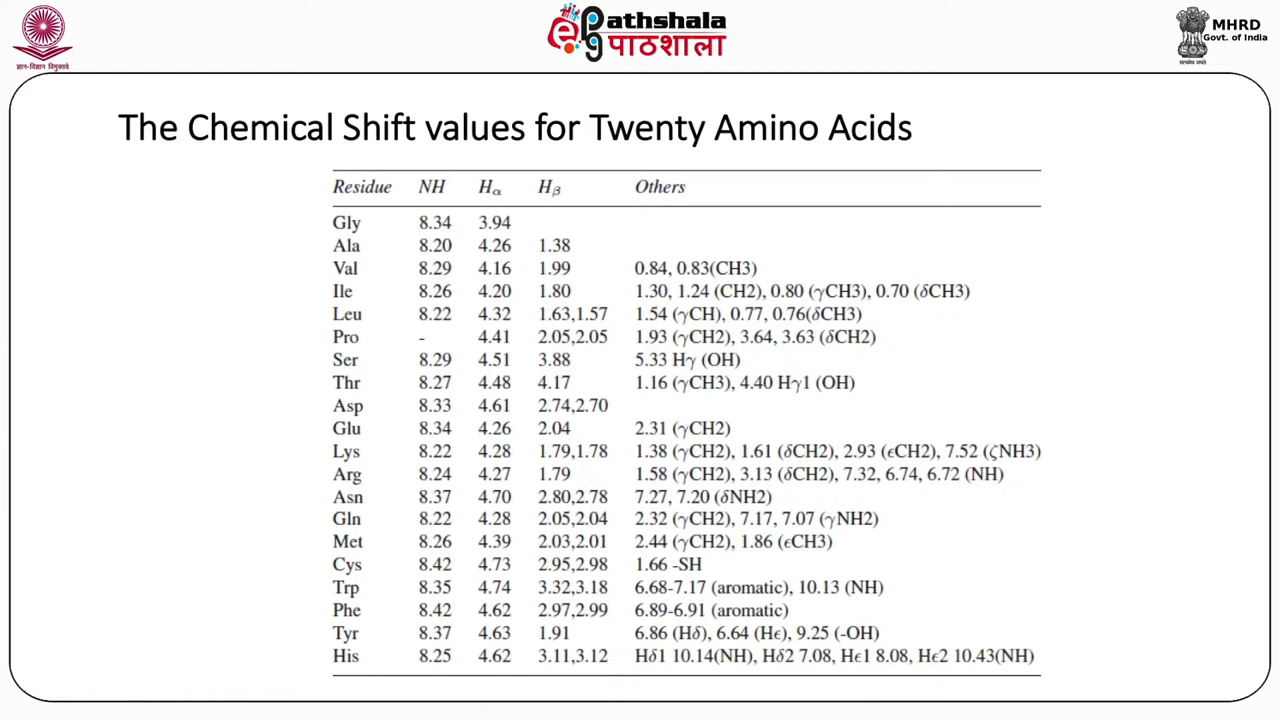 ज्ञान-विज्ञान विमुक्तये
ePathshala
पाठशाला
MHRD
Govt. of India
सत्यमेव जयते
The Chemical Shift values for Twenty Amino Acids
Residue NH Hα Hβ Others
Gly 8.34 3.94
Ala 8.20 4.26 1.38
Val 8.29 4.16 1.99 0.84, 0.83(CH3)
Ile 8.26 4.20 1.80 1.30, 1.24 (CH2), 0.80 (γCH3), 0.70 (δCH3)
Leu 8.22 4.32 1.63,1.57 1.54 (γCH), 0.77, 0.76(δCH3)
Pro - 4.41 2.05,2.05 1.93 (γCH2), 3.64, 3.63 (δCH2)
Ser 8.29 4.51 3.88 5.33 Hγ (OH)
Thr 8.27 4.48 4.17 1.16 (γCH3), 4.40 Hγ1 (OH)
Asp 8.33 4.61 2.74,2.70
Glu 8.34 4.26 2.04 2.31 (γCH2)
Lys 8.22 4.28 1.79,1.78 1.38 (γCH2), 1.61 (δCH2), 2.93 (ϵCH2), 7.52 (ζNH3)
Arg 8.24 4.27 1.79 1.58 (γCH2), 3.13 (δCH2), 7.32, 6.74, 6.72 (NH)
Asn 8.37 4.70 2.80,2.78 7.27, 7.20 (δNH2)
Gln 8.22 4.28 2.05,2.04 2.32 (γCH2), 7.17, 7.07 (γNH2)
Met 8.26 4.39 2.03,2.01 2.44 (γCH2), 1.86 (ϵCH3)
Cys 8.42 4.73 2.95,2.98 1.66 -SH
Trp 8.35 4.74 3.32,3.18 6.68-7.17 (aromatic), 10.13 (NH)
Phe 8.42 4.62 2.97,2.99 6.89-6.91 (aromatic)
Tyr 8.37 4.63 1.91 6.86 (Hδ), 6.64 (Hϵ), 9.25 (-OH)
His 8.25 4.62 3.11,3.12 Hδ1 10.14(NH), Hδ2 7.08, Hϵ1 8.08, Hϵ2 10.43(NH)